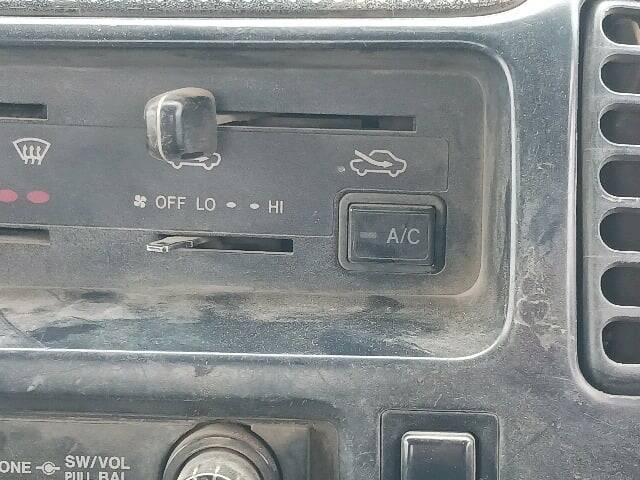 OFF LO HI
A/C
ONE SW/VOL
PULL BAL